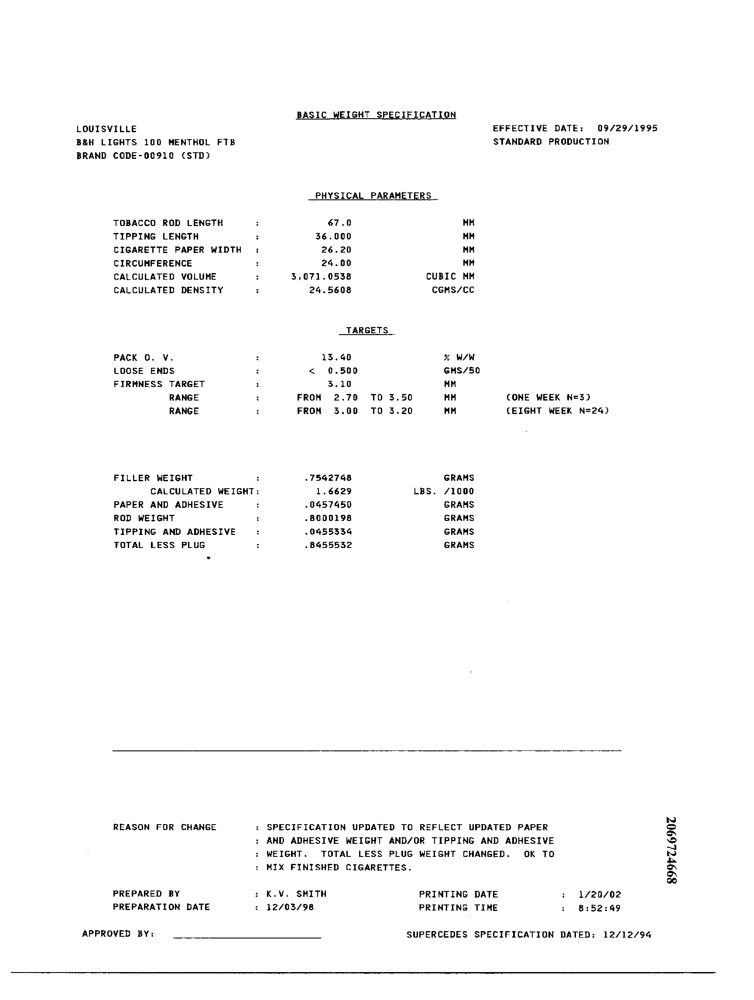 BASIC WEIGHT SPECIFICATION
LOUISVILLE EFFECTIVE DATE: 09/29/1995
B&H LIGHTS 100 MENTHOL FTB STANDARD PRODUCTION
BRAND CODE-00910 (STD)
PHYSICAL PARAMETERS
TOBACCO ROD LENGTH : 67.0 MM
TIPPING LENGTH : 36.000 MM
CIGARETTE PAPER WIDTH : 26.20 MM
CIRCUMFERENCE : 24.00 MM
CALCULATED VOLUME : 3,071.0538 CUBIC MM
CALCULATED DENSITY : 24.5608 CGMS/CC
TARGETS
PACK O. V. : 13.40 % W/W
LOOSE ENDS : < 0.500 GMS/50
FIRMNESS TARGET : 3.10 MM
RANGE : FROM 2.70 TO 3.50 MM (ONE WEEK N=3)
RANGE : FROM 3.00 TO 3.20 MM (EIGHT WEEK N=24)
FILLER WEIGHT : .7542748 GRAMS
CALCULATED WEIGHT: 1.6629 LBS. /1000
PAPER AND ADHESIVE : .0457450 GRAMS
ROD WEIGHT : .8000198 GRAMS
TIPPING AND ADHESIVE : .0455334 GRAMS
TOTAL LESS PLUG : .8455532 GRAMS
REASON FOR CHANGE : SPECIFICATION UPDATED TO REFLECT UPDATED PAPER
: AND ADHESIVE WEIGHT AND/OR TIPPING AND ADHESIVE
: WEIGHT. TOTAL LESS PLUG WEIGHT CHANGED. OK TO
: MIX FINISHED CIGARETTES.
PREPARED BY : K.V. SMITH PRINTING DATE : 1/20/02
PREPARATION DATE : 12/03/98 PRINTING TIME : 8:52:49
APPROVED BY: SUPERCEDES SPECIFICATION DATED: 12/12/94
2069724668